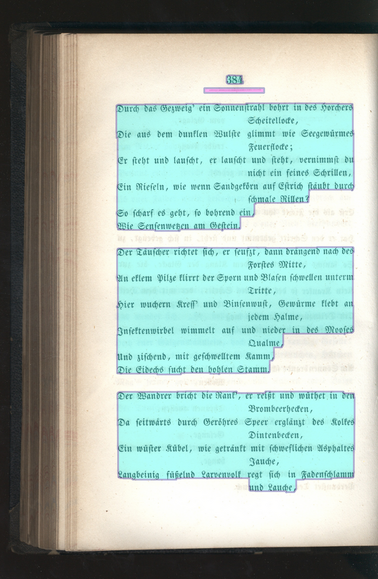 384
Durch das Gezweig' ein Sonnenstrahl bohrt in des Horchers
Scheitellocke,
Die aus dem dunklen Wulste glimmt wie Seegewürmes
Feuerflocke;
Er steht und lauscht, er lauscht und steht, vernimmst du
nicht ein feines Schrillen,
Ein Rieseln, wie wenn Sandgekörn auf Estrich stäubt durch
schmale Rillen?
So scharf es geht, so bohrend ein,
Wie Sensenwetzen am Gestein.
Der Lauscher richtet sich, er seufzt, dann drängend nach des
Forstes Mitte,
An eklem Pilze klirrt der Sporn und Blasen schwellen unterm
Tritte,
Hier wuchern Kress' und Binsenwust, Gewürme klebt an
jedem Halme,
Insektenwirbel wimmelt auf und nieder in des Mooses
Qualme,
Und zischend, mit geschwelltem Kamm,
Die Eidechs sucht den hohlen Stamm.
Der Wandrer bricht die Rank', er reißt und wüthet in den
Brombeerhecken,
Da seitwärts durch Geröhres Speer erglänzt des Kolkes
Dintenbecken,
Ein wüster Kübel, wie getränkt mit schweflichen Asphaltes
Jauche,
Langbeinig füßelnd Larvenvolk regt sich in Fadenschlamm
und Lauche,